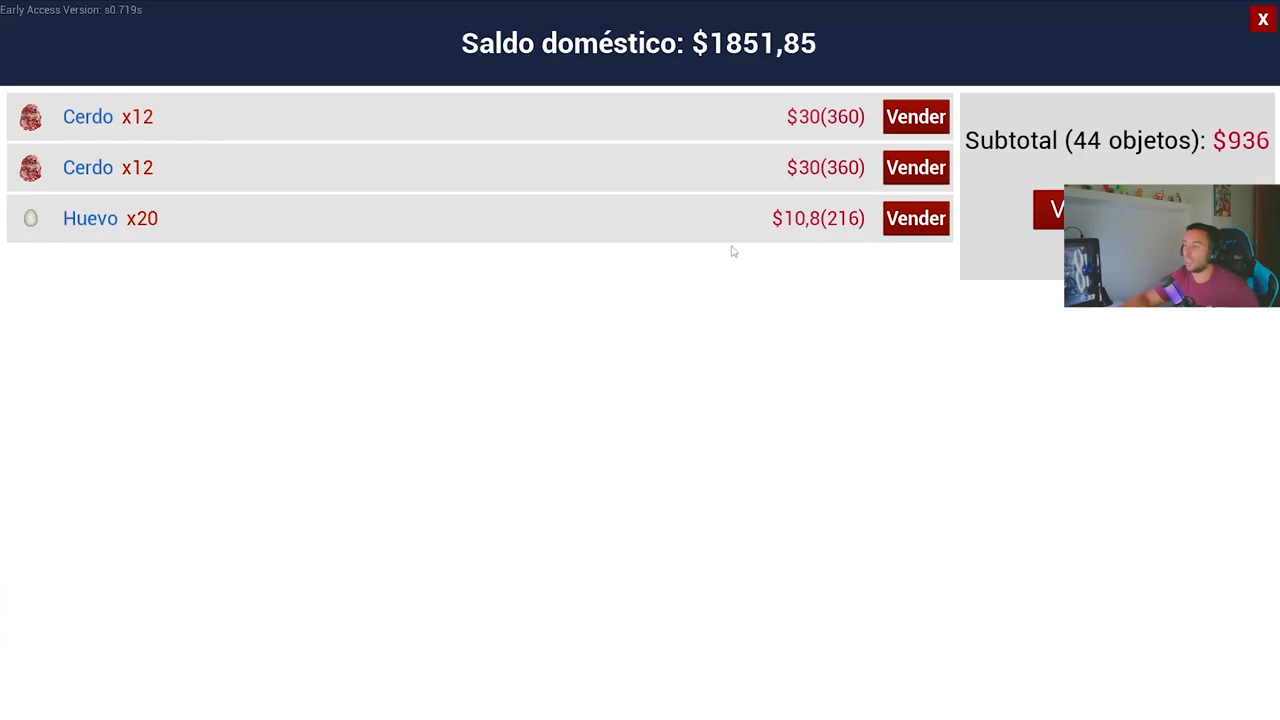 Early Access Version: s0.719s
X
Saldo doméstico: $1851,85
Cerdo x12 $30(360) Vender
Cerdo x12 $30(360) Vender
Huevo x20 $10,8(216) Vender
Subtotal (44 objetos): $936